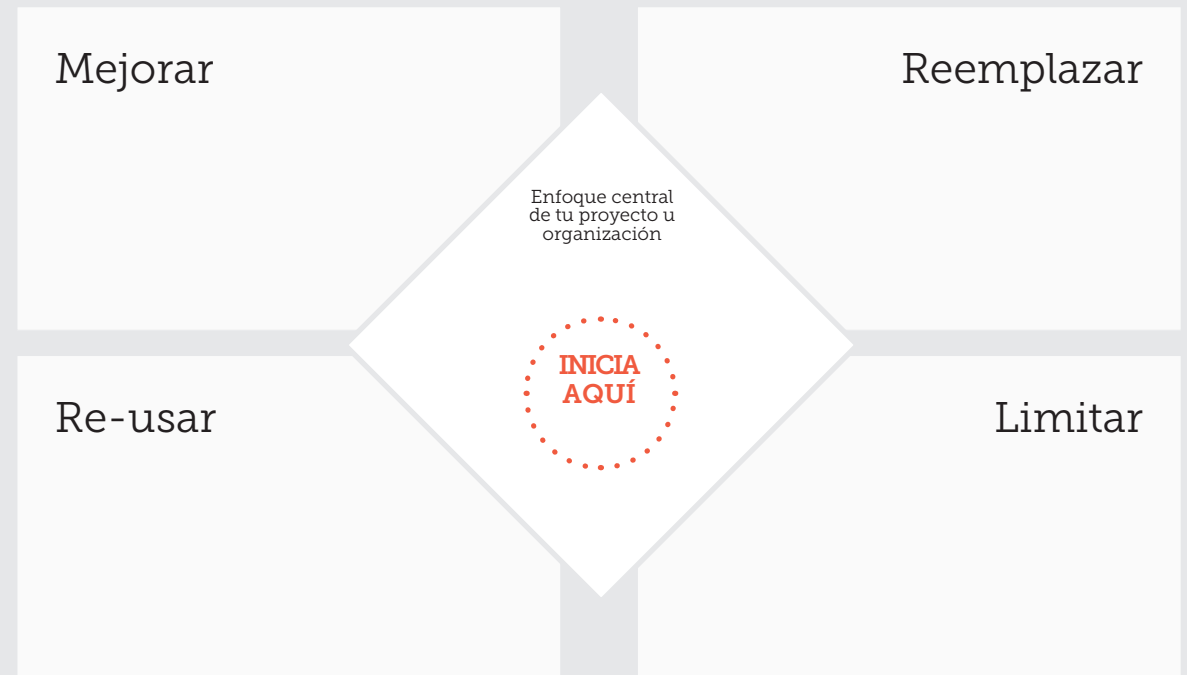 Mejorar
Reemplazar
Enfoque central
de tu proyecto u
organización
INICIA
AQUÍ
Re-usar
Limitar